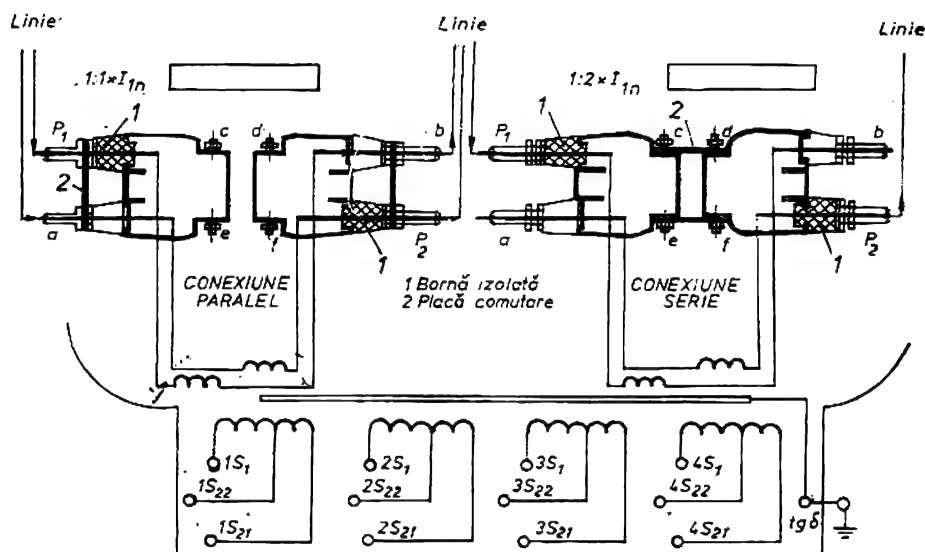 Linie
Linie
Linie
1:1×I1n
1:2×I1n
1
1
2
P1
c
d
b
P1
c
d
b
2
a
e
f
P2
1
a
e
f
P2
1
CONEXIUNE
PARALEL
1 Bornă izolată
2 Placă comutare
CONEXIUNE
SERIE
1S1
2S1
3S1
4S1
1S22
2S22
3S22
4S22
tg δ
1S21
2S21
3S21
4S21